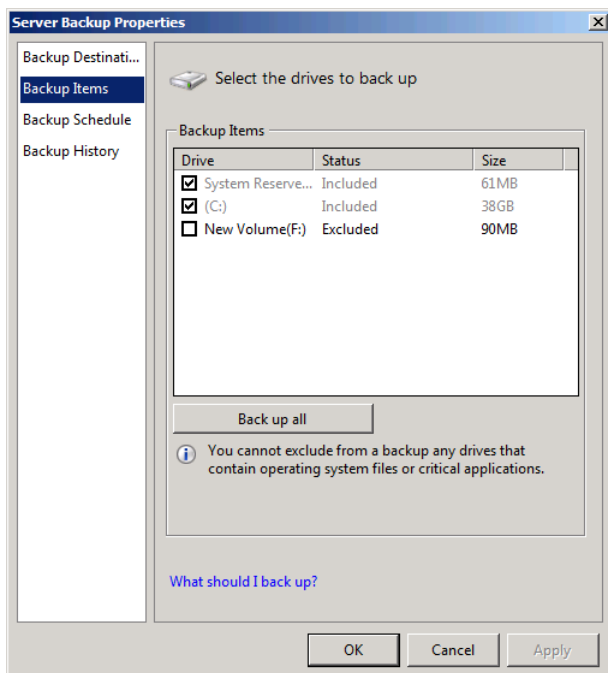 Server Backup Properties
Backup Destinati...
Backup Items
Backup Schedule
Backup History
Select the drives to back up
Backup Items
Drive Status Size
System Reserve... Included 61MB
(C:) Included 38GB
New Volume(F:) Excluded 90MB
Back up all
You cannot exclude from a backup any drives that
contain operating system files or critical applications.
What should I back up?
OK Cancel Apply